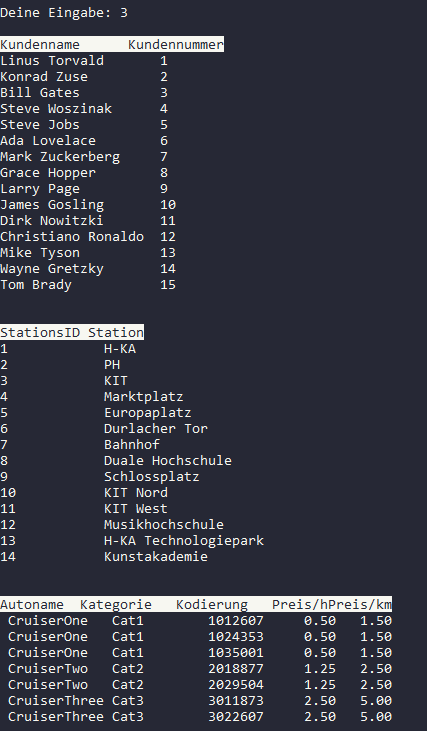 Deine Eingabe: 3
Kundenname Kundennummer
Linus Torvald 1
Konrad Zuse 2
Bill Gates 3
Steve Woszinak 4
Steve Jobs 5
Ada Lovelace 6
Mark Zuckerberg 7
Grace Hopper 8
Larry Page 9
James Gosling 10
Dirk Nowitzki 11
Christiano Ronaldo 12
Mike Tyson 13
Wayne Gretzky 14
Tom Brady 15
StationsID Station
1 H-KA
2 PH
3 KIT
4 Marktplatz
5 Europaplatz
6 Durlacher Tor
7 Bahnhof
8 Duale Hochschule
9 Schlossplatz
10 KIT Nord
11 KIT West
12 Musikhochschule
13 H-KA Technologiepark
14 Kunstakademie
Autoname Kategorie Kodierung Preis/hPreis/km
CruiserOne Cat1 1012607 0.50 1.50
CruiserOne Cat1 1024353 0.50 1.50
CruiserOne Cat1 1035001 0.50 1.50
CruiserTwo Cat2 2018877 1.25 2.50
CruiserTwo Cat2 2029504 1.25 2.50
CruiserThree Cat3 3011873 2.50 5.00
CruiserThree Cat3 3022607 2.50 5.00